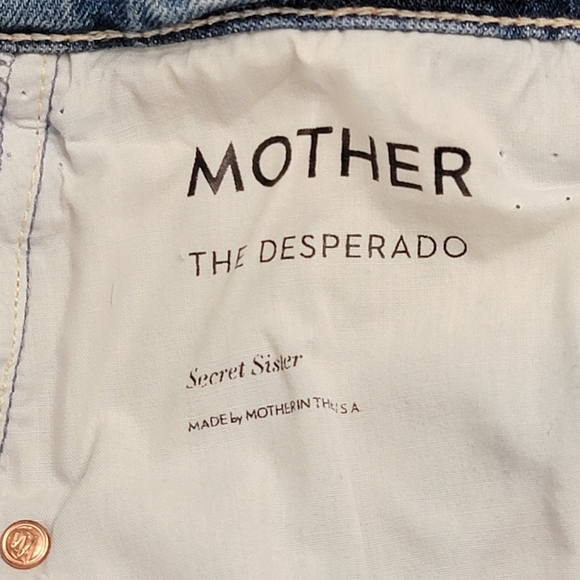 MOTHER
THE DESPERADO
Secret Sister
MADE by MOTHER IN THE U S A